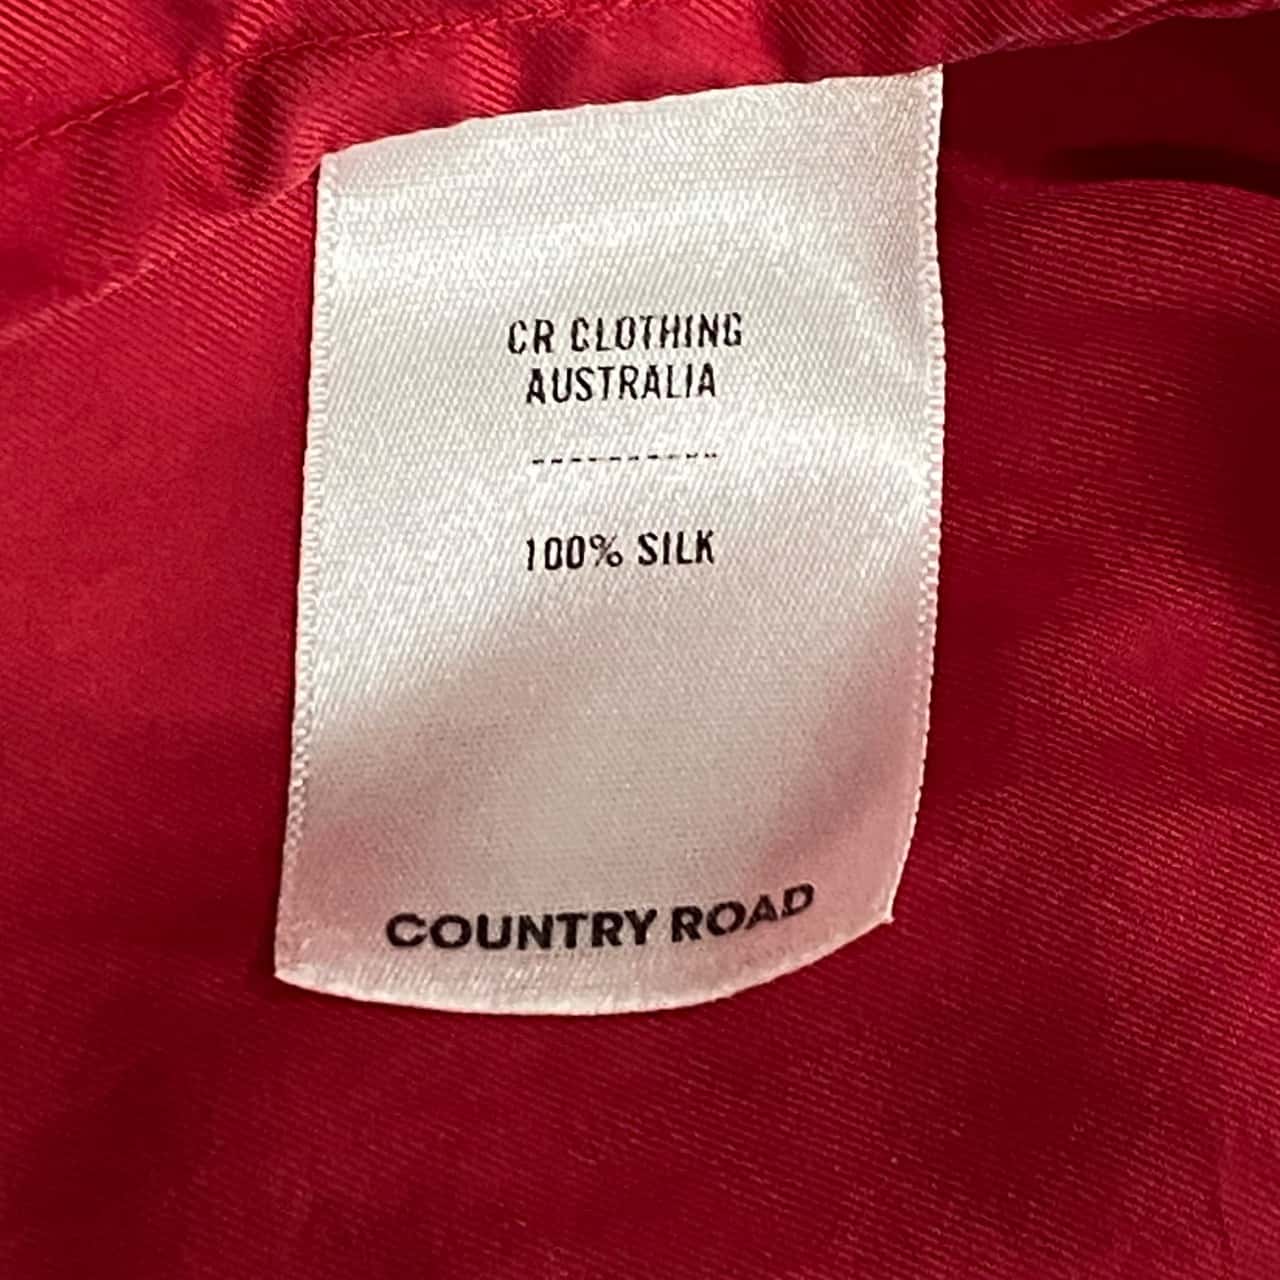 CR CLOTHING
AUSTRALIA
----------
100% SILK
COUNTRY ROAD